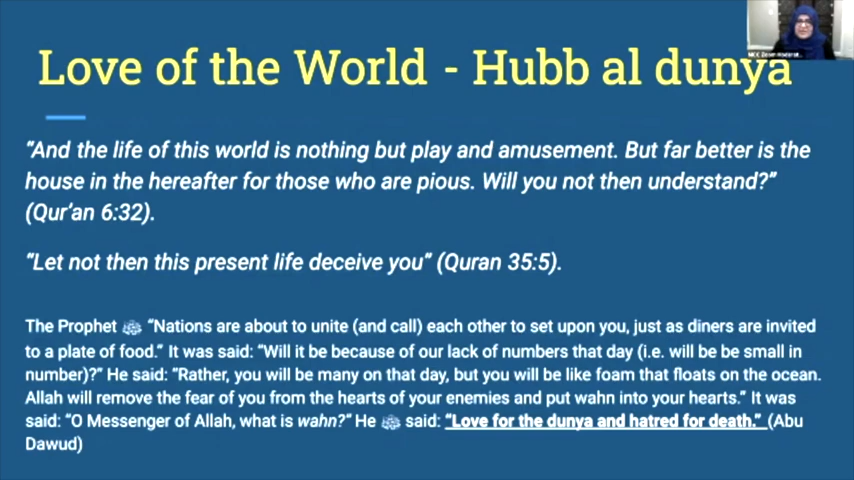 Love of the World - Hubb al dunya
“And the life of this world is nothing but play and amusement. But far better is the
house in the hereafter for those who are pious. Will you not then understand?”
(Qur’an 6:32).
“Let not then this present life deceive you” (Quran 35:5).
The Prophet ﷺ “Nations are about to unite (and call) each other to set upon you, just as diners are invited
to a plate of food.” It was said: “Will it be because of our lack of numbers that day (i.e. will be be small in
number)?” He said: “Rather, you will be many on that day, but you will be like foam that floats on the ocean.
Allah will remove the fear of you from the hearts of your enemies and put wahn into your hearts.” It was
said: “O Messenger of Allah, what is wahn?” He ﷺ said: “Love for the dunya and hatred for death.” (Abu
Dawud)